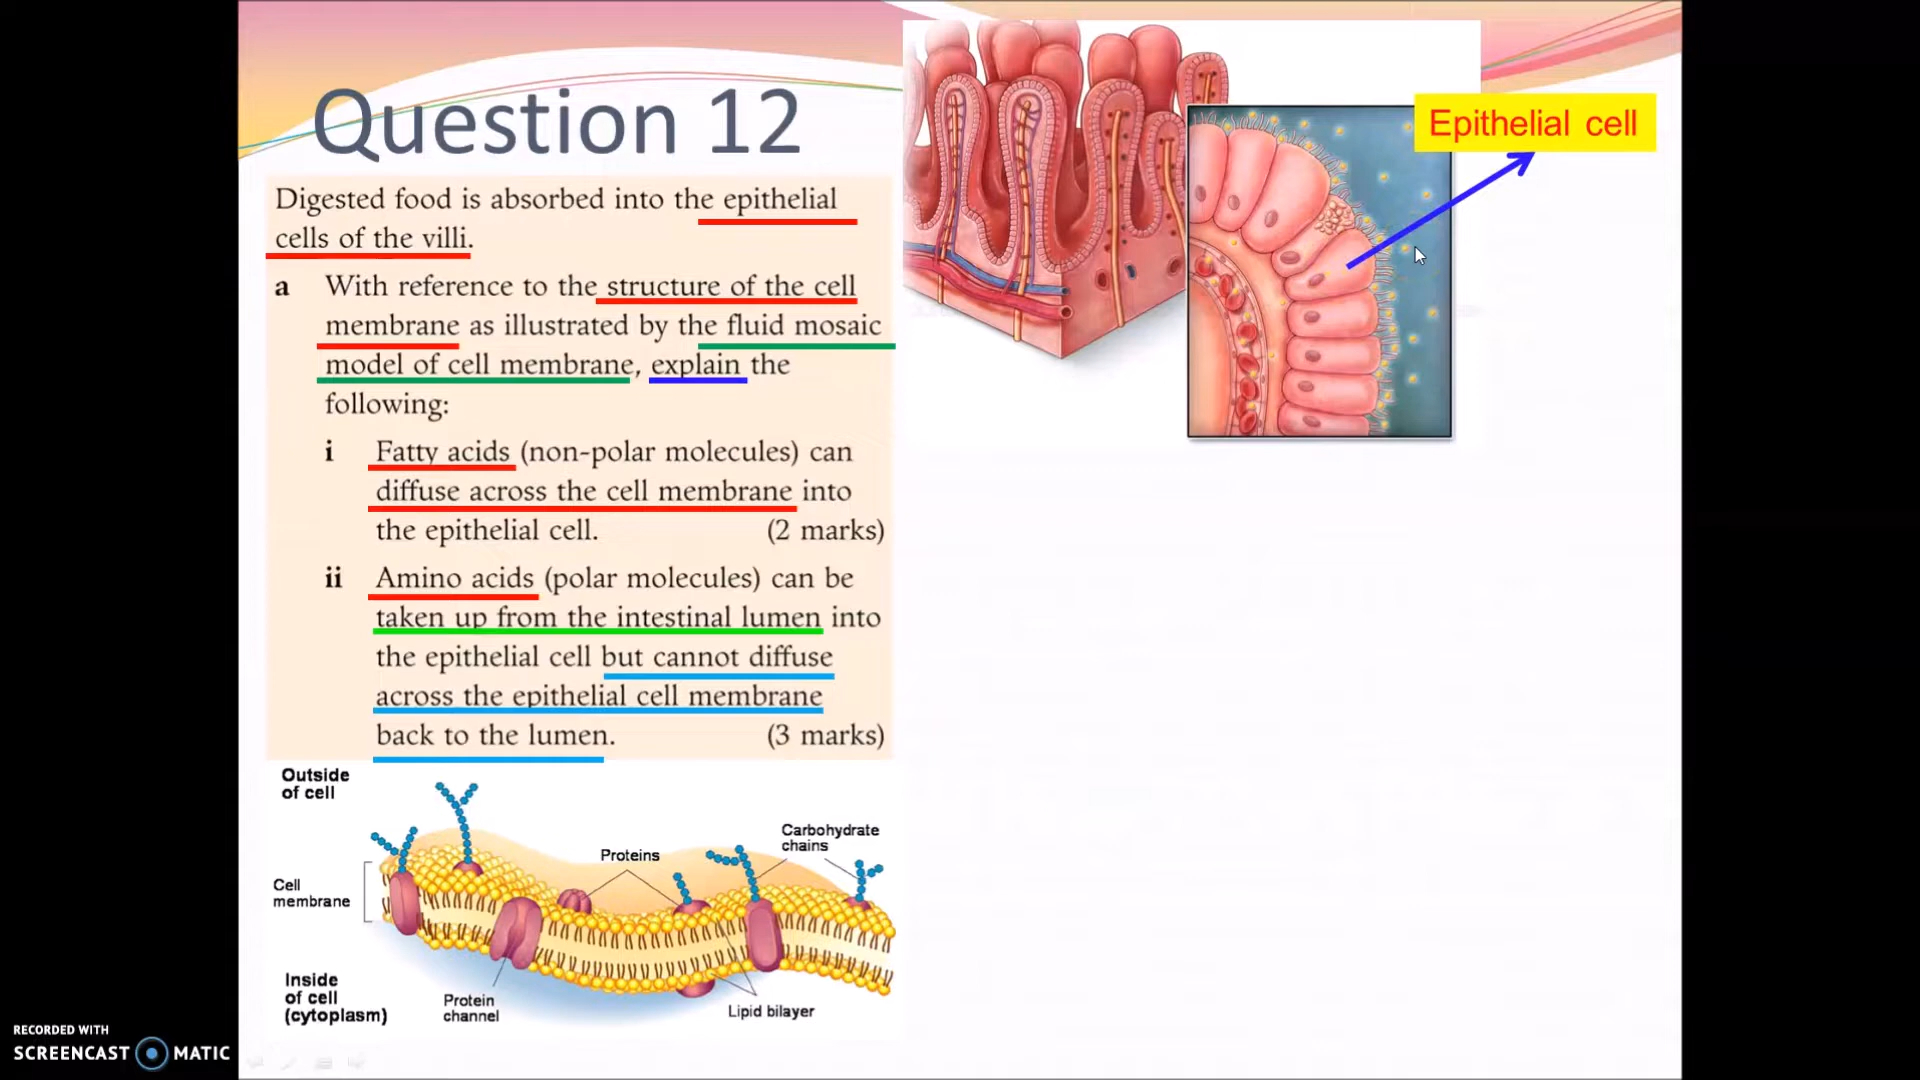 Question 12
Epithelial cell
Digested food is absorbed into the epithelial
cells of the villi.
a With reference to the structure of the cell
membrane as illustrated by the fluid mosaic
model of cell membrane, explain the
following:
i Fatty acids (non-polar molecules) can
diffuse across the cell membrane into
the epithelial cell. (2 marks)
ii Amino acids (polar molecules) can be
taken up from the intestinal lumen into
the epithelial cell but cannot diffuse
across the epithelial cell membrane
back to the lumen. (3 marks)
Outside
of cell
Carbohydrate
chains
Proteins
Cell
membrane
Inside
of cell
(cytoplasm)
Protein
channel
Lipid bilayer
RECORDED WITH
SCREENCAST MATIC